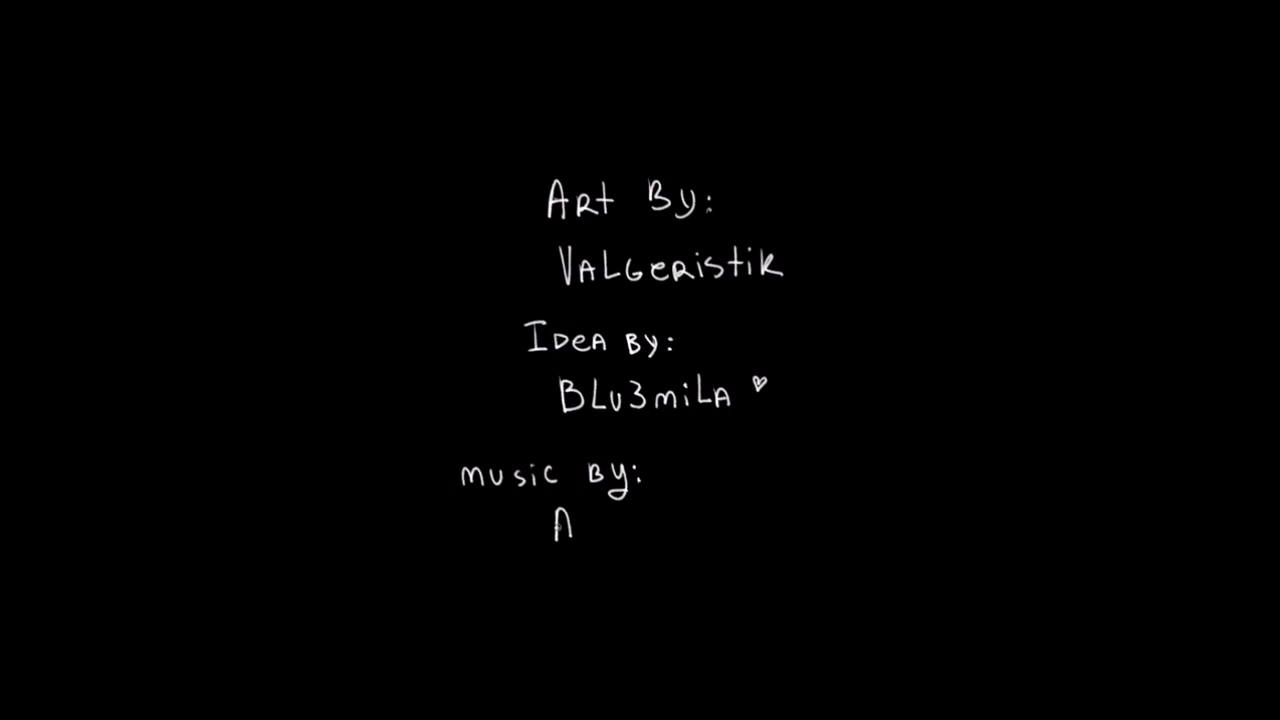 Art By:
VALGeristik
IDeA By:
BLu3miLA ♥
music By:
A